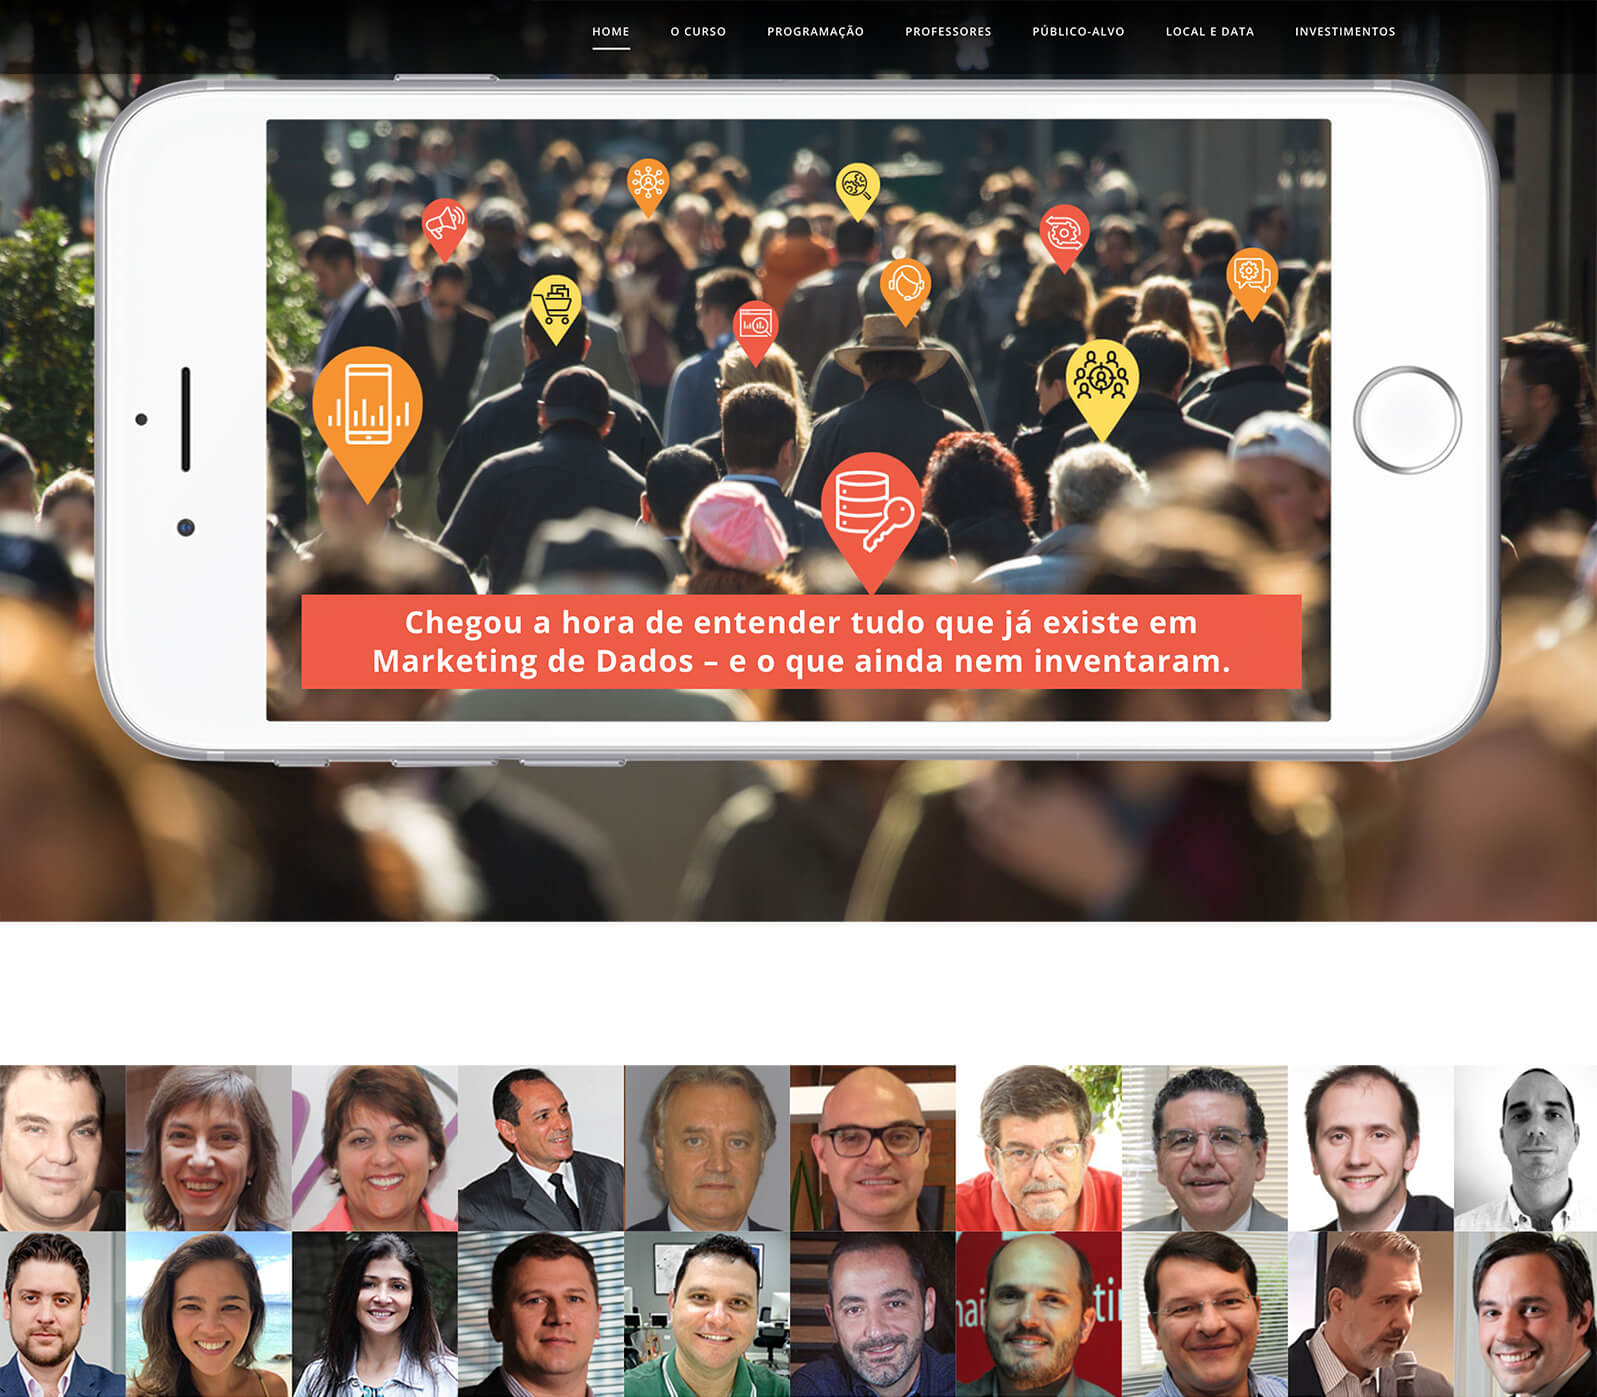 HOME O CURSO PROGRAMAÇÃO PROFESSORES PÚBLICO-ALVO LOCAL E DATA INVESTIMENTOS
Chegou a hora de entender tudo que já existe em
Marketing de Dados – e o que ainda nem inventaram.